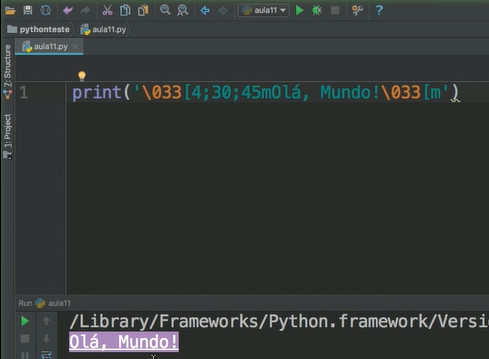 aula11
pythonteste
aula11.py
aula11.py
Z: Structure
1: Project
1
print('\033[4;30;45mOlá, Mundo!\033[m')
Run
aula11
/Library/Frameworks/Python.framework/Versi
Olá, Mundo!